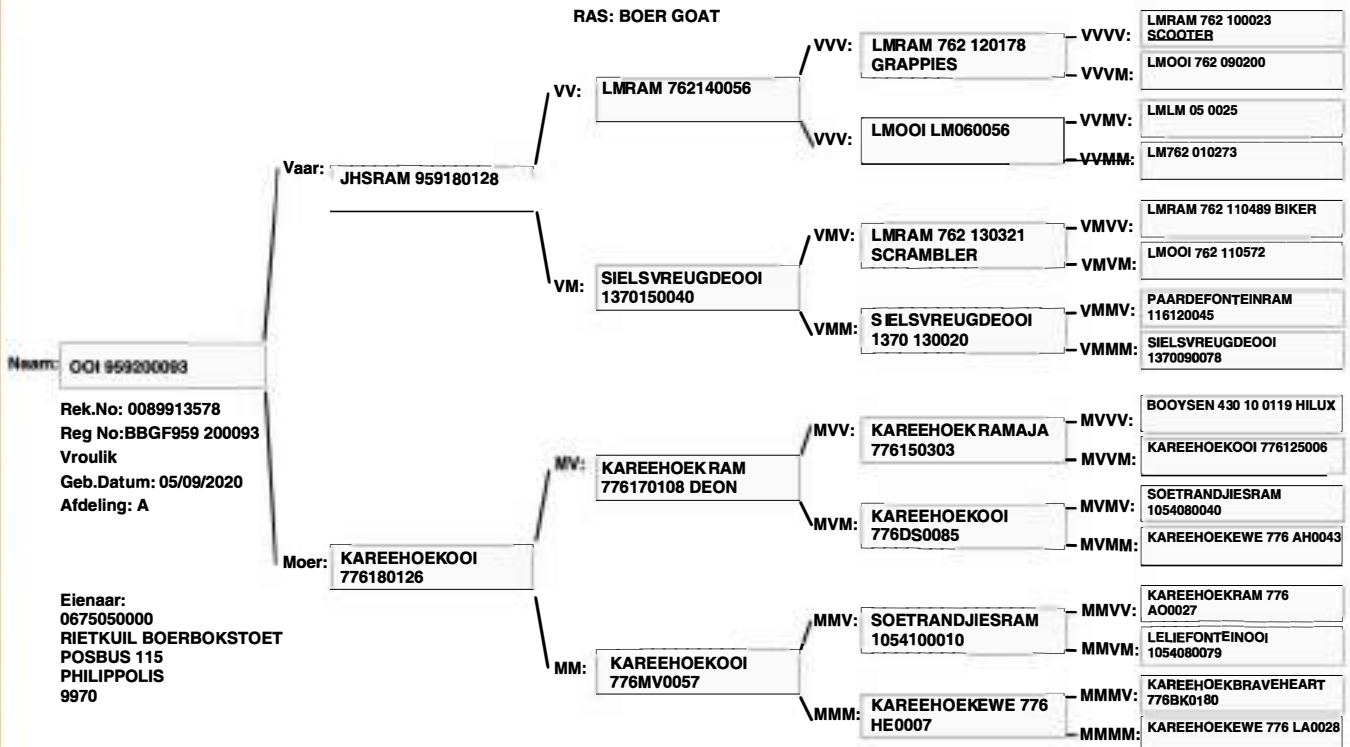 RAS: BOER GOAT
Naam: OOI 959200093
Rek.No: 0089913578
Reg No:BBGF959 200093
Vroulik
Geb.Datum: 05/09/2020
Afdeling: A
Eienaar:
0675050000
RIETKUIL BOERBOKSTOET
POSBUS 115
PHILIPPOLIS
9970
Vaar: JHSRAM 959180128
Moer: KAREEHOEKOOI
776180126
VV: LMRAM 762140056
VM: SIELSVREUGDEOOI
1370150040
MV: KAREEHOEK RAM
776170108 DEON
MM: KAREEHOEKOOI
776MV0057
VVV: LMRAM 762 120178
GRAPPIES
VVV: LMOOI LM060056
VMV: LMRAM 762 130321
SCRAMBLER
VMM: SIELSVREUGDEOOI
1370 130020
MVV: KAREEHOEK RAMAJA
776150303
MVM: KAREEHOEKOOI
776DS0085
MMV: SOETRANDJIESRAM
1054100010
MMM: KAREEHOEKEWE 776
HE0007
VVVV: LMRAM 762 100023
SCOOTER
VVVM: LMOOI 762 090200
VVMV: LMLM 05 0025
VVMM: LM762 010273
VMVV: LMRAM 762 110489 BIKER
VMVM: LMOOI 762 110572
VMMV: PAARDEFONTEINRAM
116120045
VMMM: SIELSVREUGDEOOI
1370090078
MVVV: BOOYSEN 430 10 0119 HILUX
MVVM: KAREEHOEKOOI 776125006
MVMV: SOETRANDJIESRAM
1054080040
MVMM: KAREEHOEKEWE 776 AH0043
MMVV: KAREEHOEKRAM 776
AO0027
MMVM: LELIEFONTEINOOI
1054080079
MMMV: KAREEHOEKBRAVEHEART
776BK0180
MMMM: KAREEHOEKEWE 776 LA0028